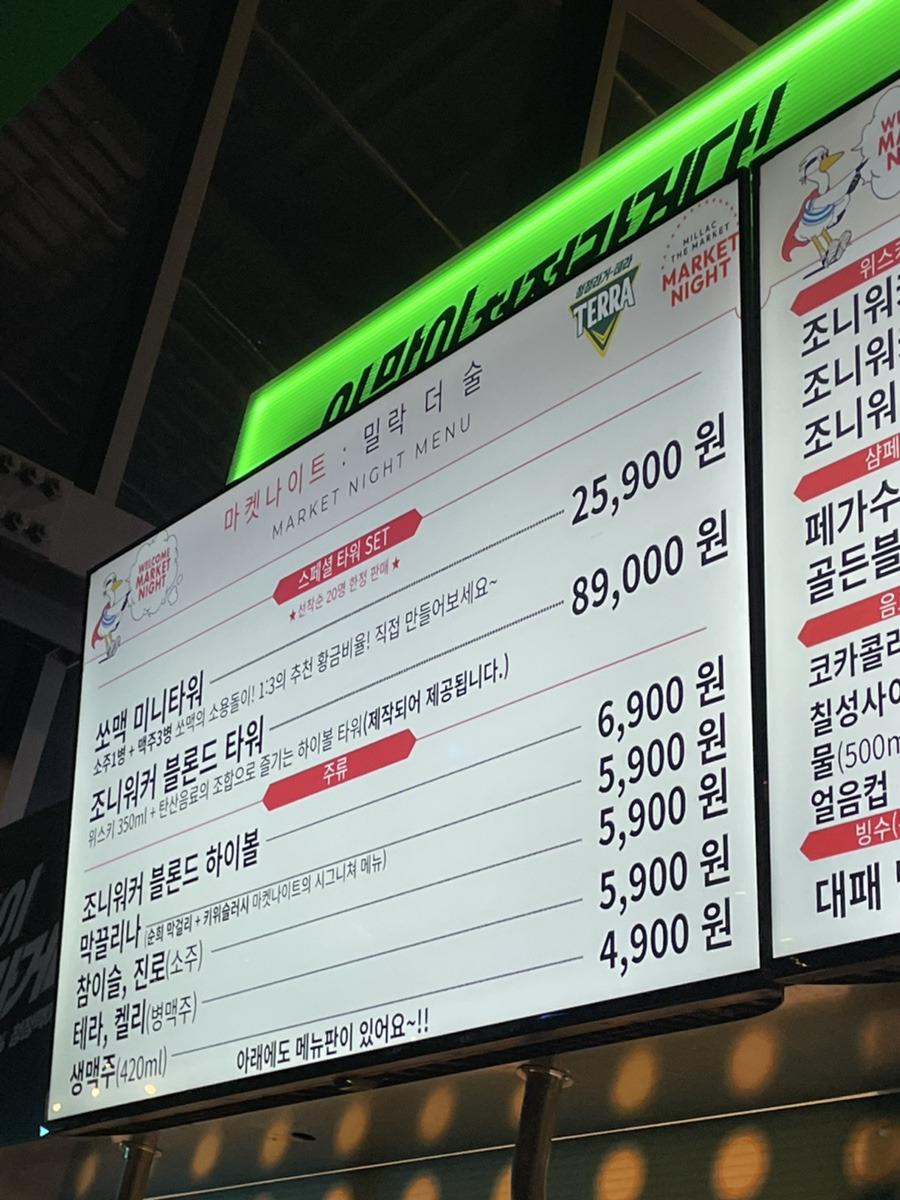 MILLAC
THE MARKET
MARKET
NIGHT
청정라거-테라
TERRA
마켓나이트 : 밀락 더 술
MARKET NIGHT MENU
WELCOME
MARKET
NIGHT
스페셜 타워 SET
★선착순 20명 한정 판매★
쏘맥 미니타워 25,900 원
소주1병 + 맥주3병 쏘맥의 소용돌이! 1:3의 추천 황금비율! 직접 만들어보세요~
조니워커 블론드 타워 89,000 원
위스키 350ml + 탄산음료의 조합으로 즐기는 하이볼 타워(제작되어 제공됩니다.)
주류
조니워커 블론드 하이볼 6,900 원
막끌리나 (순희 막걸리 + 키위슬러시 마켓나이트의 시그니쳐 메뉴) 5,900 원
참이슬, 진로(소주) 5,900 원
테라, 켈리(병맥주) 5,900 원
생맥주(420ml) 4,900 원
아래에도 메뉴판이 있어요~!!
위스키
조니워커
조니워커
조니워
샴페
페가수
골든블
음
코카콜라
칠성사이
물(500m
얼음컵
빙수(
대패